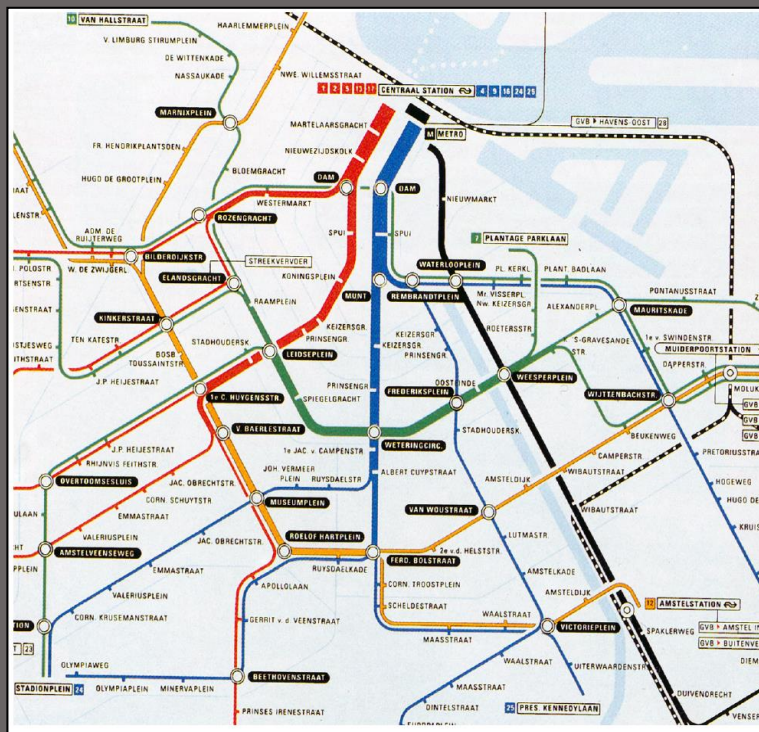 10 VAN HALLSTRAAT
HAARLEMMERPLEIN
V. LIMBURG STIRUMPLEIN
DE WITTENKADE
NASSAUKADE
NWE. WILLEMSSTRAAT
1 2 5 13 17 CENTRAAL STATION 4 9 16 24 25
MARNIXPLEIN
MARTELAARSGRACHT
GVB HAVENS-OOST 28
M METRO
FR. HENDRIKPLANTSOEN
NIEUWEZIJDSKOLK
HUGO DE GROOTPLEIN
BLOEMGRACHT
DAM
DAM
WESTERMARKT
NIEUWMARKT
ROZENGRACHT
ADM. DE
RUIJTERWEG
SPUI
SPUI
7 PLANTAGE PARKLAAN
BILDERDIJKSTR
STREEKVERVOER
W. DE ZWIJGERL.
WATERLOOPLEIN
PL. KERKL.
PLANT. BADLAAN
ELANDSGRACHT
KONINGSPLEIN
MUNT
REMBRANDTPLEIN
Mr. VISSERPL.
Nw. KEIZERSGR.
PONTANUSSTRAAT
RAAMPLEIN
ALEXANDERPL.
MAURITSKADE
KINKERSTRAAT
KEIZERSGR.
PRINSENGR.
KEIZERSGR.
PRINSENGR.
ROETERSSTR.
TEN KATESTR.
STADHOUDERSK.
KEIZERSGR.
S-GRAVESANDE
STR.
1e v. SWINDENSTR.
BOSB.
TOUSSAINTSTR.
LEIDSEPLEIN
MUIDERPOORTSTATION
DAPPERSTR.
J.P. HEIJESTRAAT
WEESPERPLEIN
PRINSENGR.
OOSTEINDE
1e C. HUYGENSSTR.
SPIEGELGRACHT
FREDERIKSPLEIN
WIJTTENBACHSTR.
V. BAERLESTRAAT
WETERINGCIRC.
STADHOUDERSK.
BEUKENWEG
J.P. HEIJESTRAAT
1e JAC. v. CAMPENSTR.
CAMPERSTR.
RHIJNVIS FEITHSTR.
JOH. VERMEER
PLEIN
RUYSDAELSTR
ALBERT CUYPSTRAAT
WIBAUTSTRAAT
OVERTOOMSESLUIS
JAC. OBRECHTSTR.
AMSTELDIJK
HOGEWEG
CORN. SCHUYTSTR.
MUSEUMPLEIN
EMMASTRAAT
VAN WOUSTRAAT
WIBAUTSTRAAT
VALERIUSPLEIN
JAC. OBRECHTSTR.
ROELOF HARTPLEIN
LUTMASTR.
AMSTELVEENSEWEG
FERD. BOLSTRAAT
2e v.d. HELSTSTR.
EMMASTRAAT
RUYSDAELKADE
AMSTELKADE
APOLLOLAAN
CORN. TROOSTPLEIN
VALERIUSPLEIN
SCHELDESTRAAT
AMSTELDIJK
12 AMSTELSTATION
CORN. KRUSEMANSTRAAT
GERRIT v. d. VEENSTRAAT
WAALSTRAAT
VICTORIEPLEIN
SPAKLERWEG
MAASSTRAAT
23
OLYMPIAWEG
WAALSTRAAT
UITERWAARDENSTR.
BEETHOVENSTRAAT
STADIONPLEIN 24
OLYMPIAPLEIN
MINERVAPLEIN
MAASSTRAAT
DUIVENDRECHT
DINTELSTRAAT
25 PRES. KENNEDYLAAN
PRINSES IRENESTRAAT